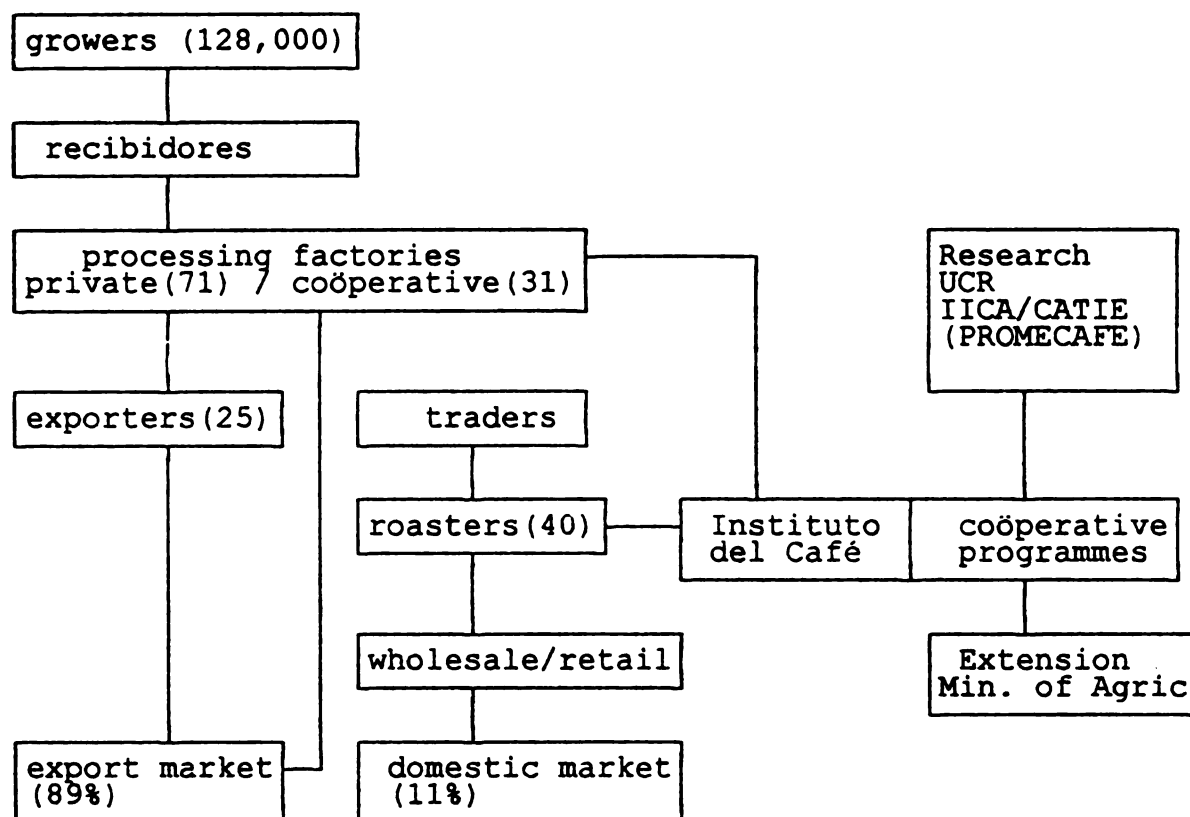 growers (128,000)
recibidores
processing factories
private(71) / coöperative(31)
Research
UCR
IICA/CATIE
(PROMECAFE)
exporters(25)
traders
roasters(40)
Instituto
del Café
coöperative
programmes
wholesale/retail
Extension
Min. of Agric
export market
(89%)
domestic market
(11%)